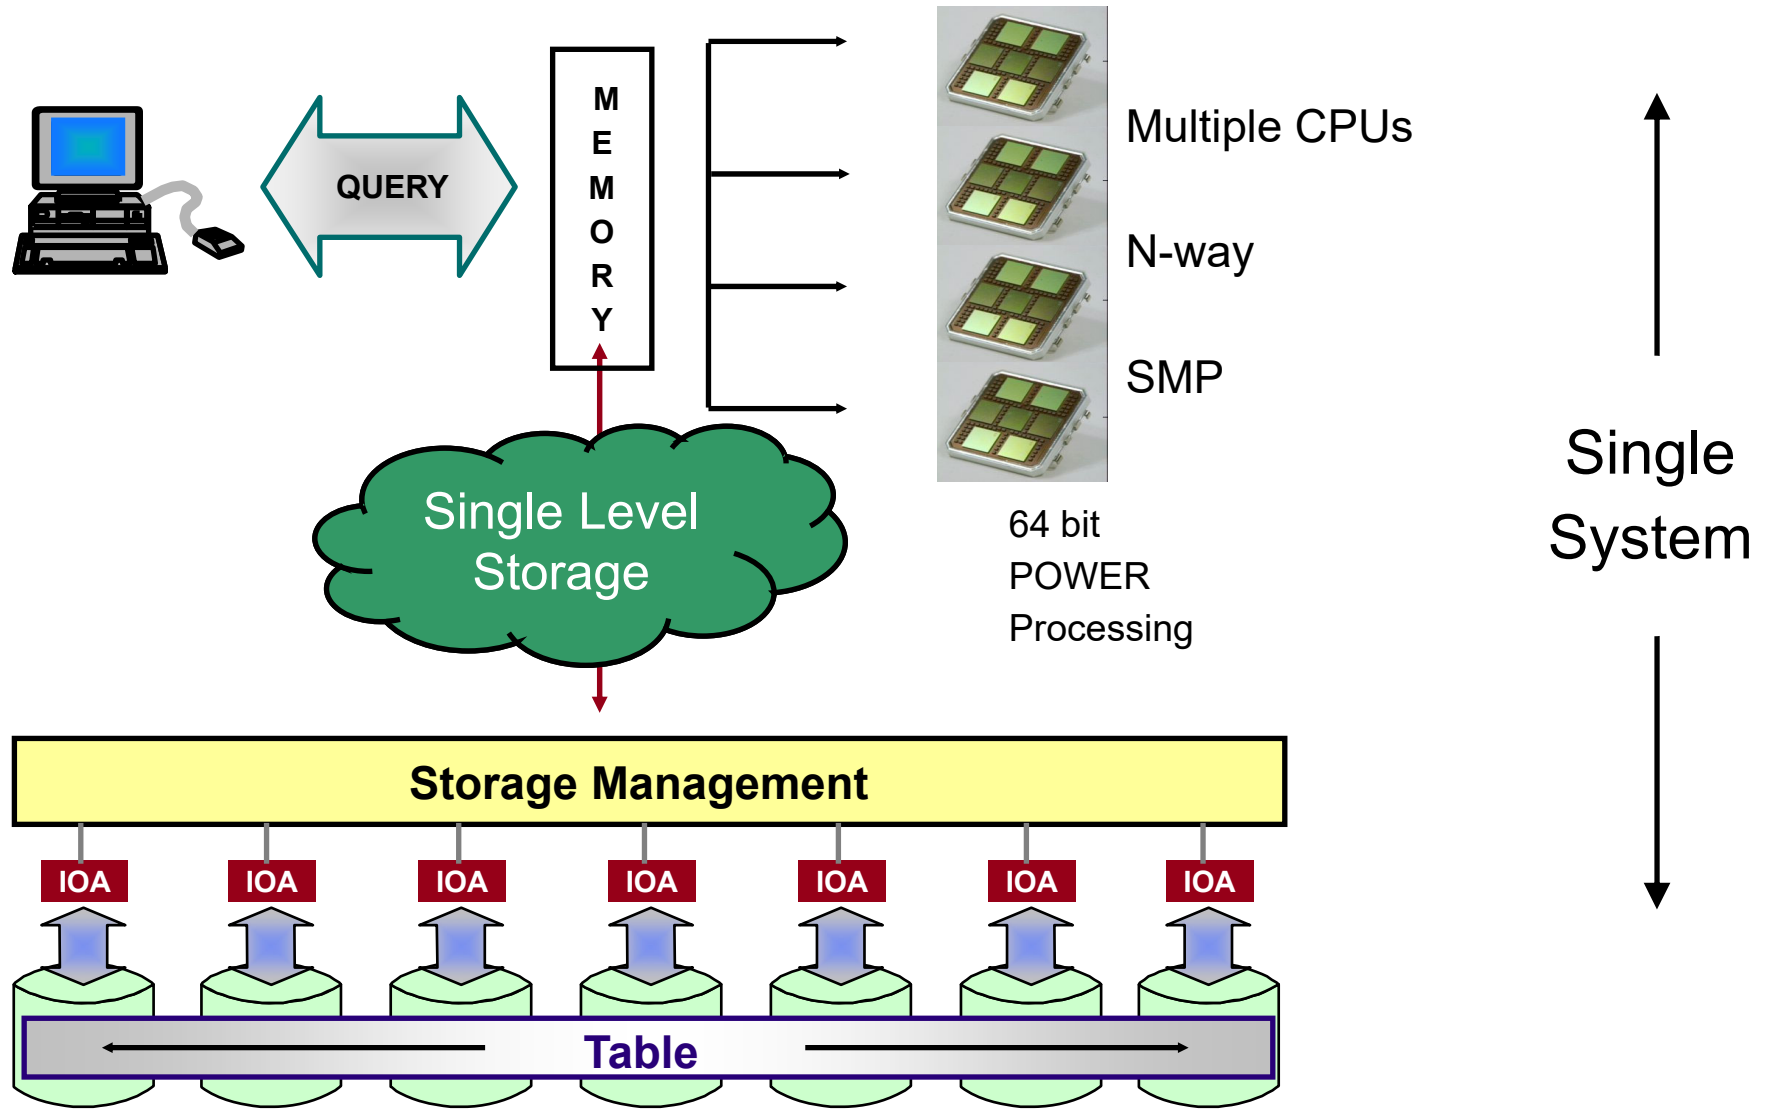 QUERY
M
E
M
O
R
Y
Multiple CPUs
N-way
SMP
64 bit
POWER
Processing
Single
System
Single Level
Storage
Storage Management
IOA IOA IOA IOA IOA IOA IOA
Table